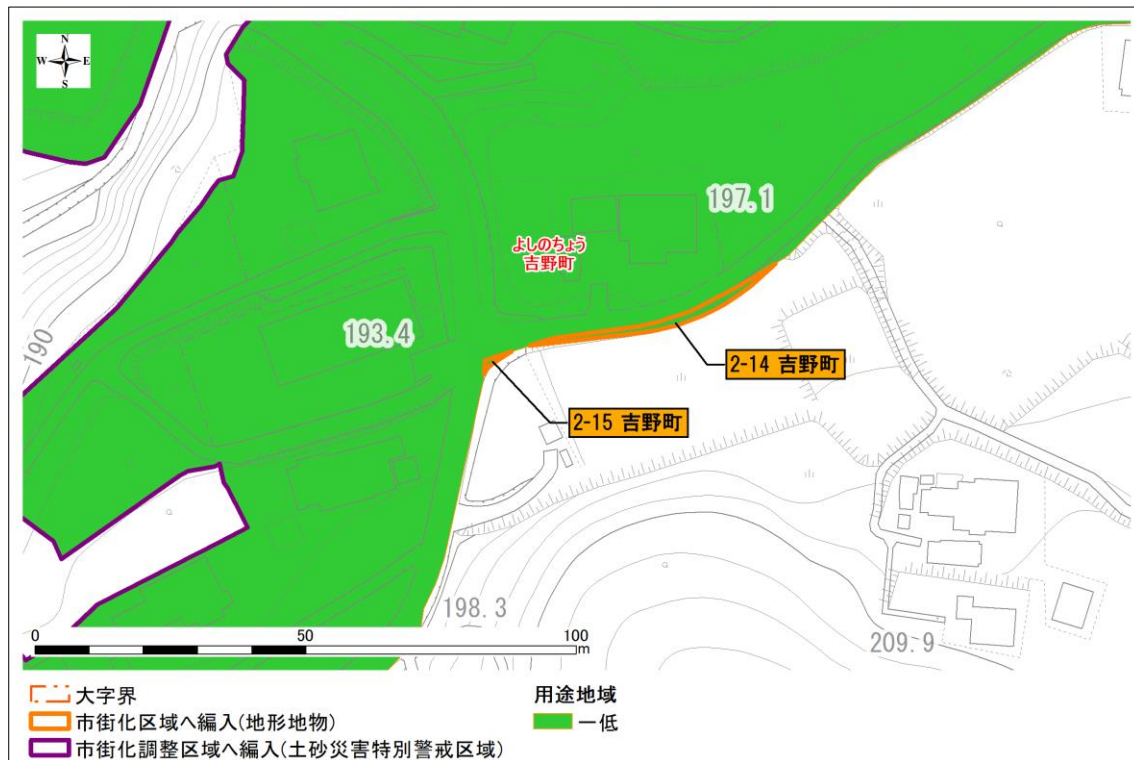 N
W E
S
190
197.1
よしのちょう
吉野町
193.4
2-14 吉野町
2-15 吉野町
198.3
209.9
0 50 100
m
大字界
市街化区域へ編入(地形地物)
市街化調整区域へ編入(土砂災害特別警戒区域)
用途地域
一低